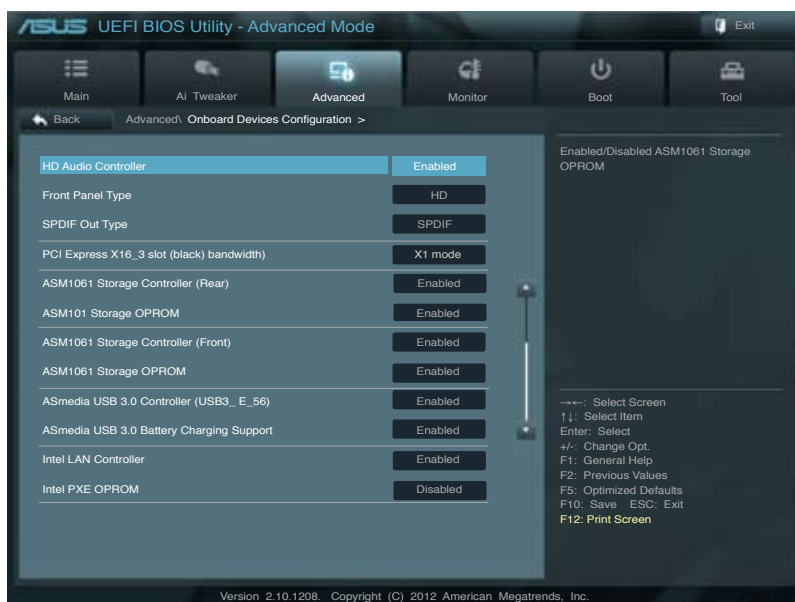 ASUS UEFI BIOS Utility - Advanced Mode
Exit
Main
Ai Tweaker
Advanced
Monitor
Boot
Tool
Back
Advanced\ Onboard Devices Configuration >
HD Audio Controller Enabled
Front Panel Type HD
SPDIF Out Type SPDIF
PCI Express X16_3 slot (black) bandwidth) X1 mode
ASM1061 Storage Controller (Rear) Enabled
ASM101 Storage OPROM Enabled
ASM1061 Storage Controller (Front) Enabled
ASM1061 Storage OPROM Enabled
ASmedia USB 3.0 Controller (USB3_ E_56) Enabled
ASmedia USB 3.0 Battery Charging Support Enabled
Intel LAN Controller Enabled
Intel PXE OPROM Disabled
Enabled/Disabled ASM1061 Storage
OPROM
→←: Select Screen
↑↓: Select Item
Enter: Select
+/-: Change Opt.
F1: General Help
F2: Previous Values
F5: Optimized Defaults
F10: Save ESC: Exit
F12: Print Screen
Version 2.10.1208. Copyright (C) 2012 American Megatrends, Inc.